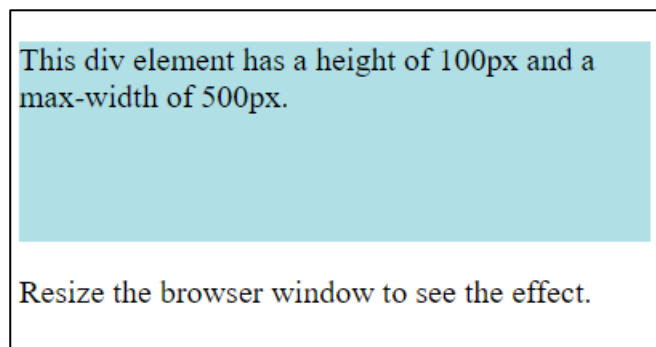 This div element has a height of 100px and a
max-width of 500px.
Resize the browser window to see the effect.